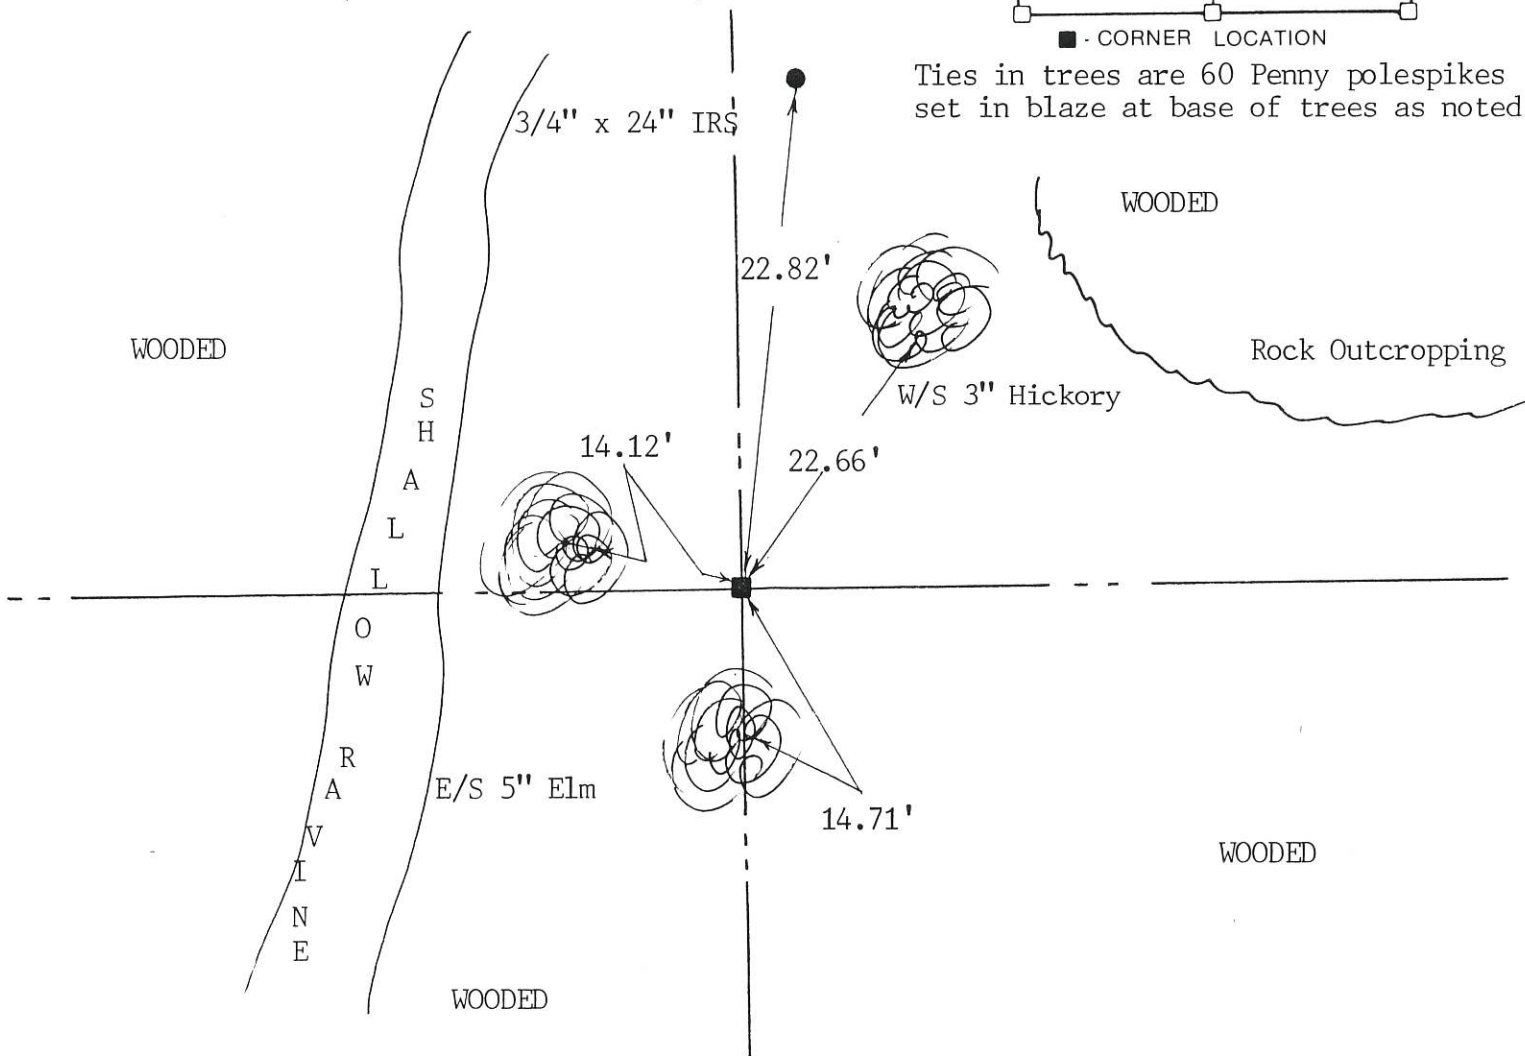 ■ - CORNER LOCATION
Ties in trees are 60 Penny polespikes
set in blaze at base of trees as noted
3/4" x 24" IRS
WOODED
22.82'
WOODED
Rock Outcropping
W/S 3" Hickory
14.12'
22.66'
SHALLOW RAVINE
E/S 5" Elm
14.71'
WOODED
WOODED